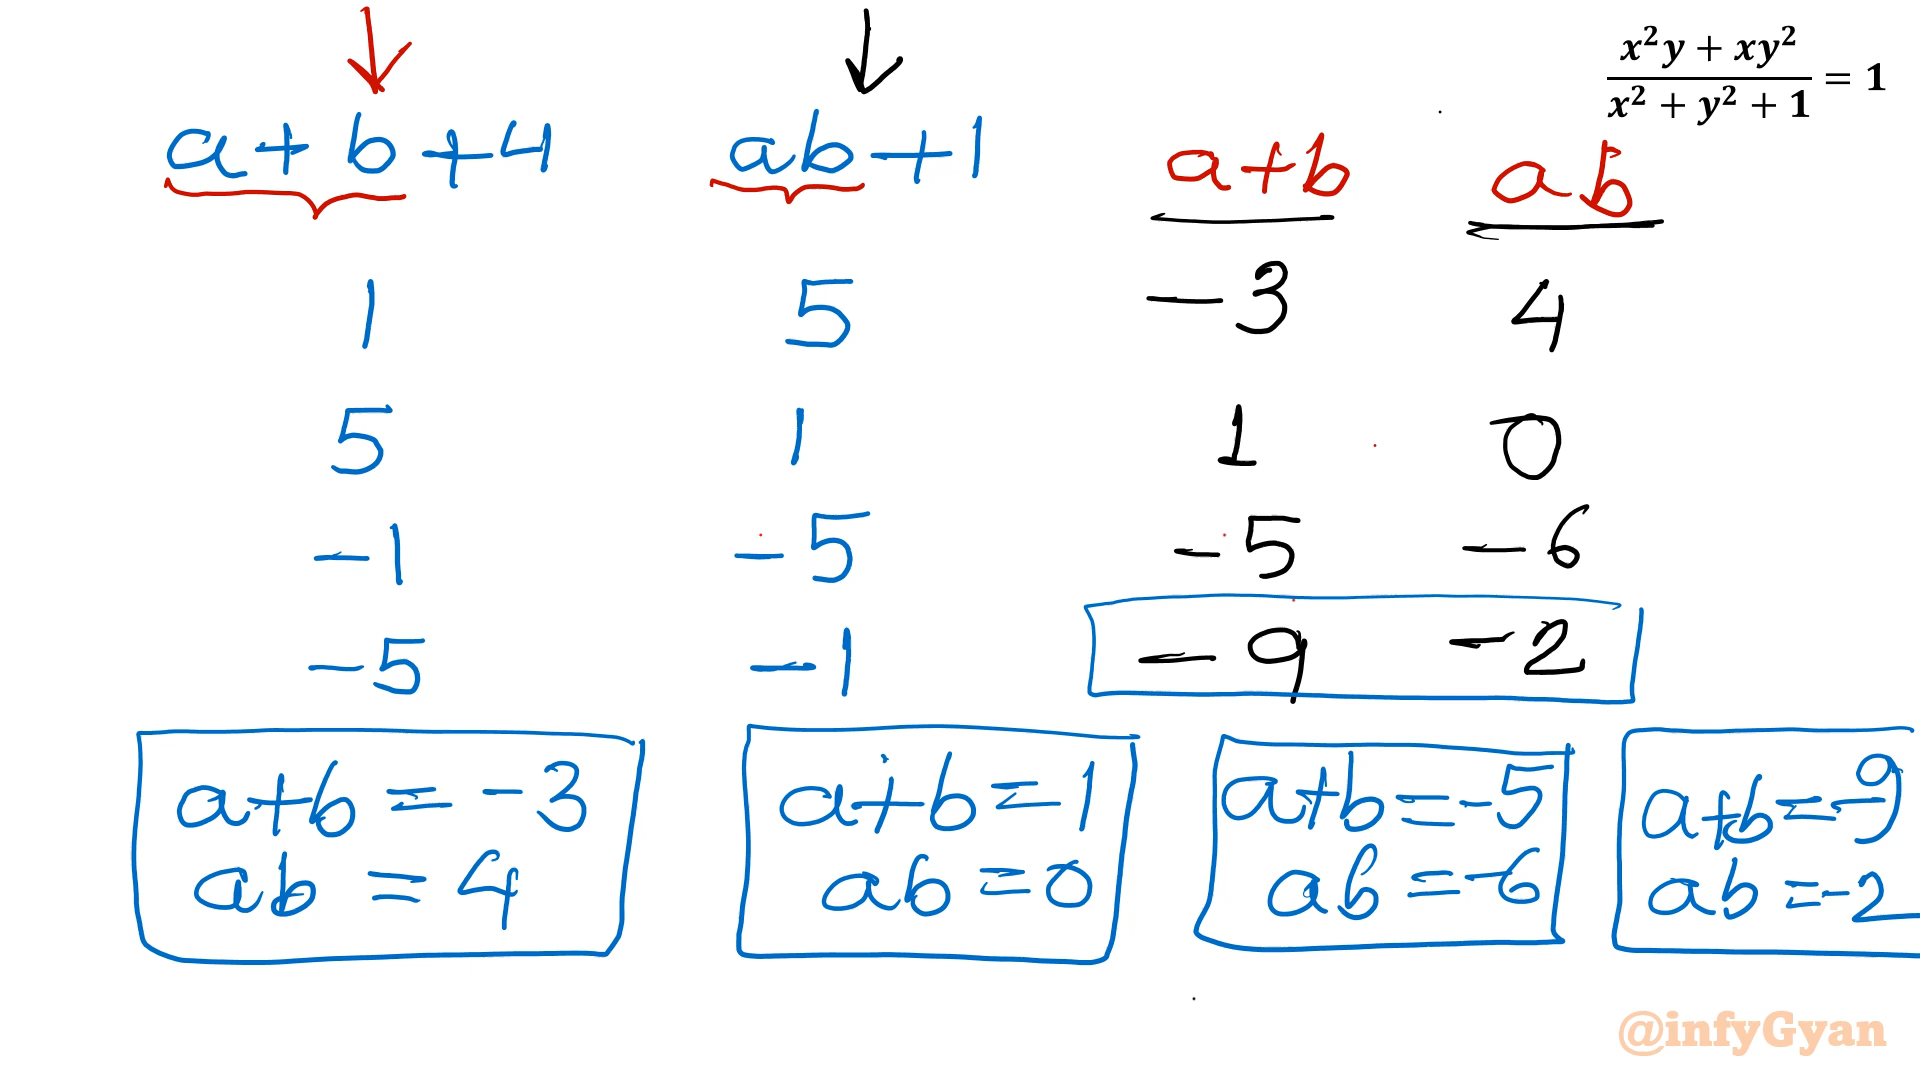 x²y + xy²
x² + y² + 1
= 1
a+b+4 ab+1 a+b ab
1 5 -3 4
5 1 1 0
-1 -5 -5 -6
-5 -1 -9 -2
a+b=-3 a+b=1 a+b=-5 a+b=-9
ab=4 ab=0 ab=-6 ab=-2
@infyGyan